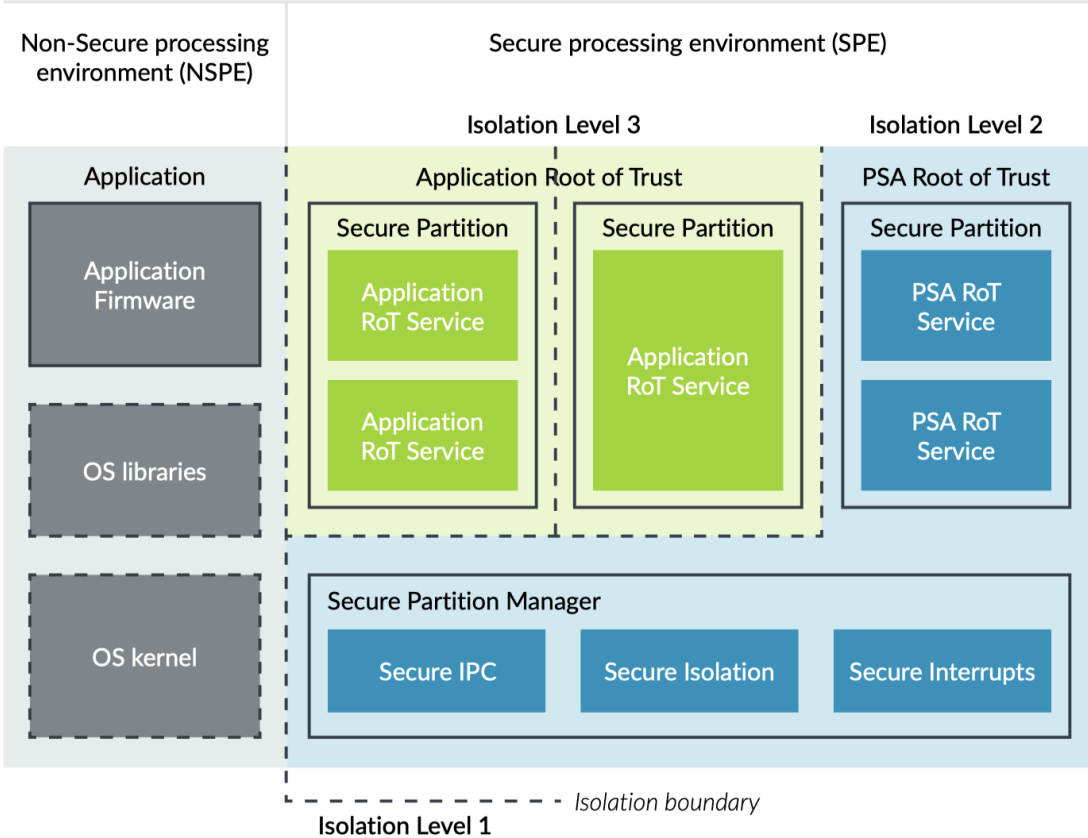 Non-Secure processing
environment (NSPE)
Secure processing environment (SPE)
Isolation Level 3
Isolation Level 2
Application
Application Root of Trust
PSA Root of Trust
Application
Firmware
OS libraries
OS kernel
Secure Partition
Application
RoT Service
Application
RoT Service
Secure Partition
Application
RoT Service
Secure Partition
PSA RoT
Service
PSA RoT
Service
Secure Partition Manager
Secure IPC
Secure Isolation
Secure Interrupts
Isolation boundary
Isolation Level 1